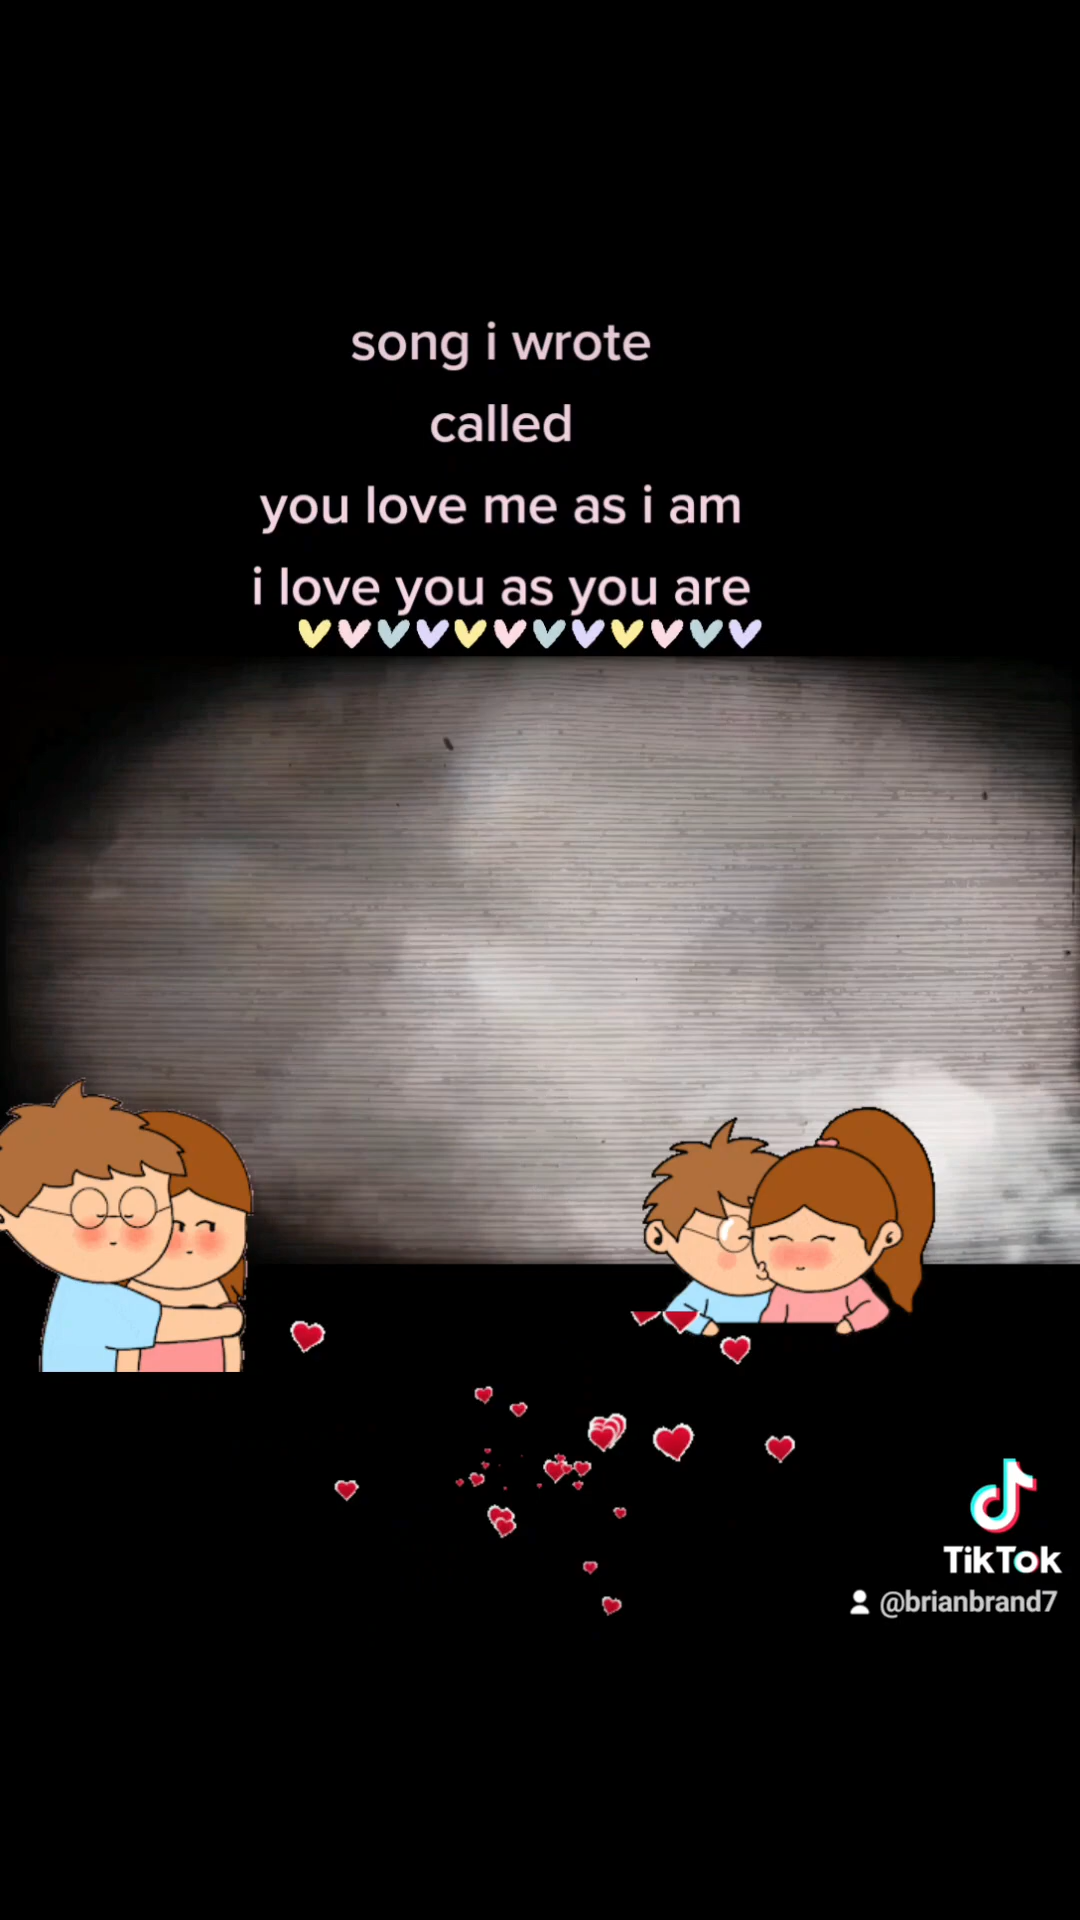 song i wrote
called
you love me as i am
i love you as you are
TikTok
@brianbrand7